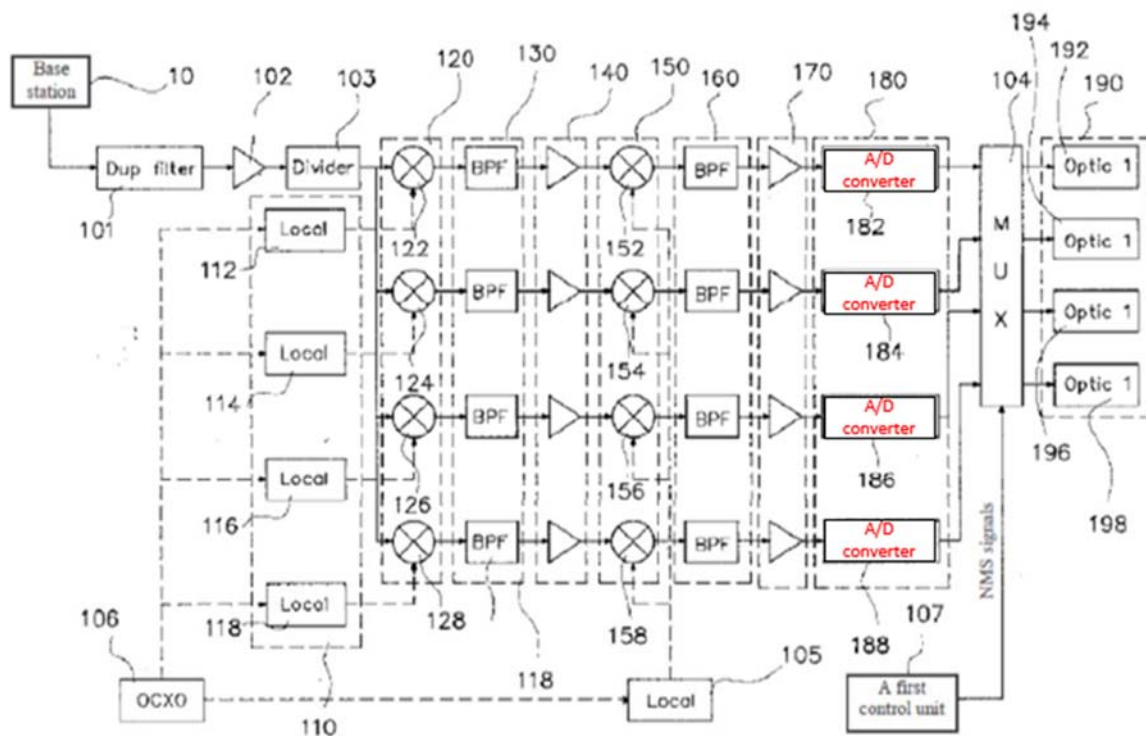 194
192
120 130 150 104 190
Base
station
10 102 103 140 160 170 180
Dup filter Divider BPF BPF A/D
converter Optic 1
101 Local 122 152 182
112 M Optic 1
Local BPF BPF A/D
converter U
114 124 154 184 X Optic 1
Local BPF BPF A/D
converter Optic 1
116 126 156 186 196
198
Local BPF BPF A/D
converter NMS signals
118 128 158 188
106 118 105 107
OCXO 110 Local A first
control unit